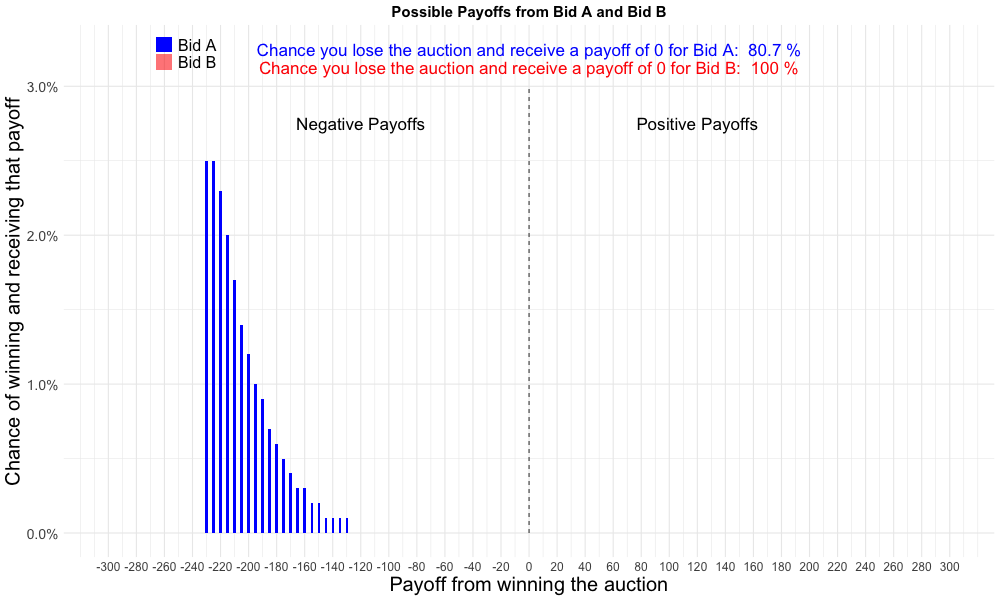 Possible Payoffs from Bid A and Bid B
Bid A
Bid B
Chance you lose the auction and receive a payoff of 0 for Bid A:  80.7 %
Chance you lose the auction and receive a payoff of 0 for Bid B:  100 %
Negative Payoffs
Positive Payoffs
Chance of winning and receiving that payoff
3.0%
2.0%
1.0%
0.0%
-300 -280 -260 -240 -220 -200 -180 -160 -140 -120 -100 -80 -60 -40 -20 0 20 40 60 80 100 120 140 160 180 200 220 240 260 280 300
Payoff from winning the auction